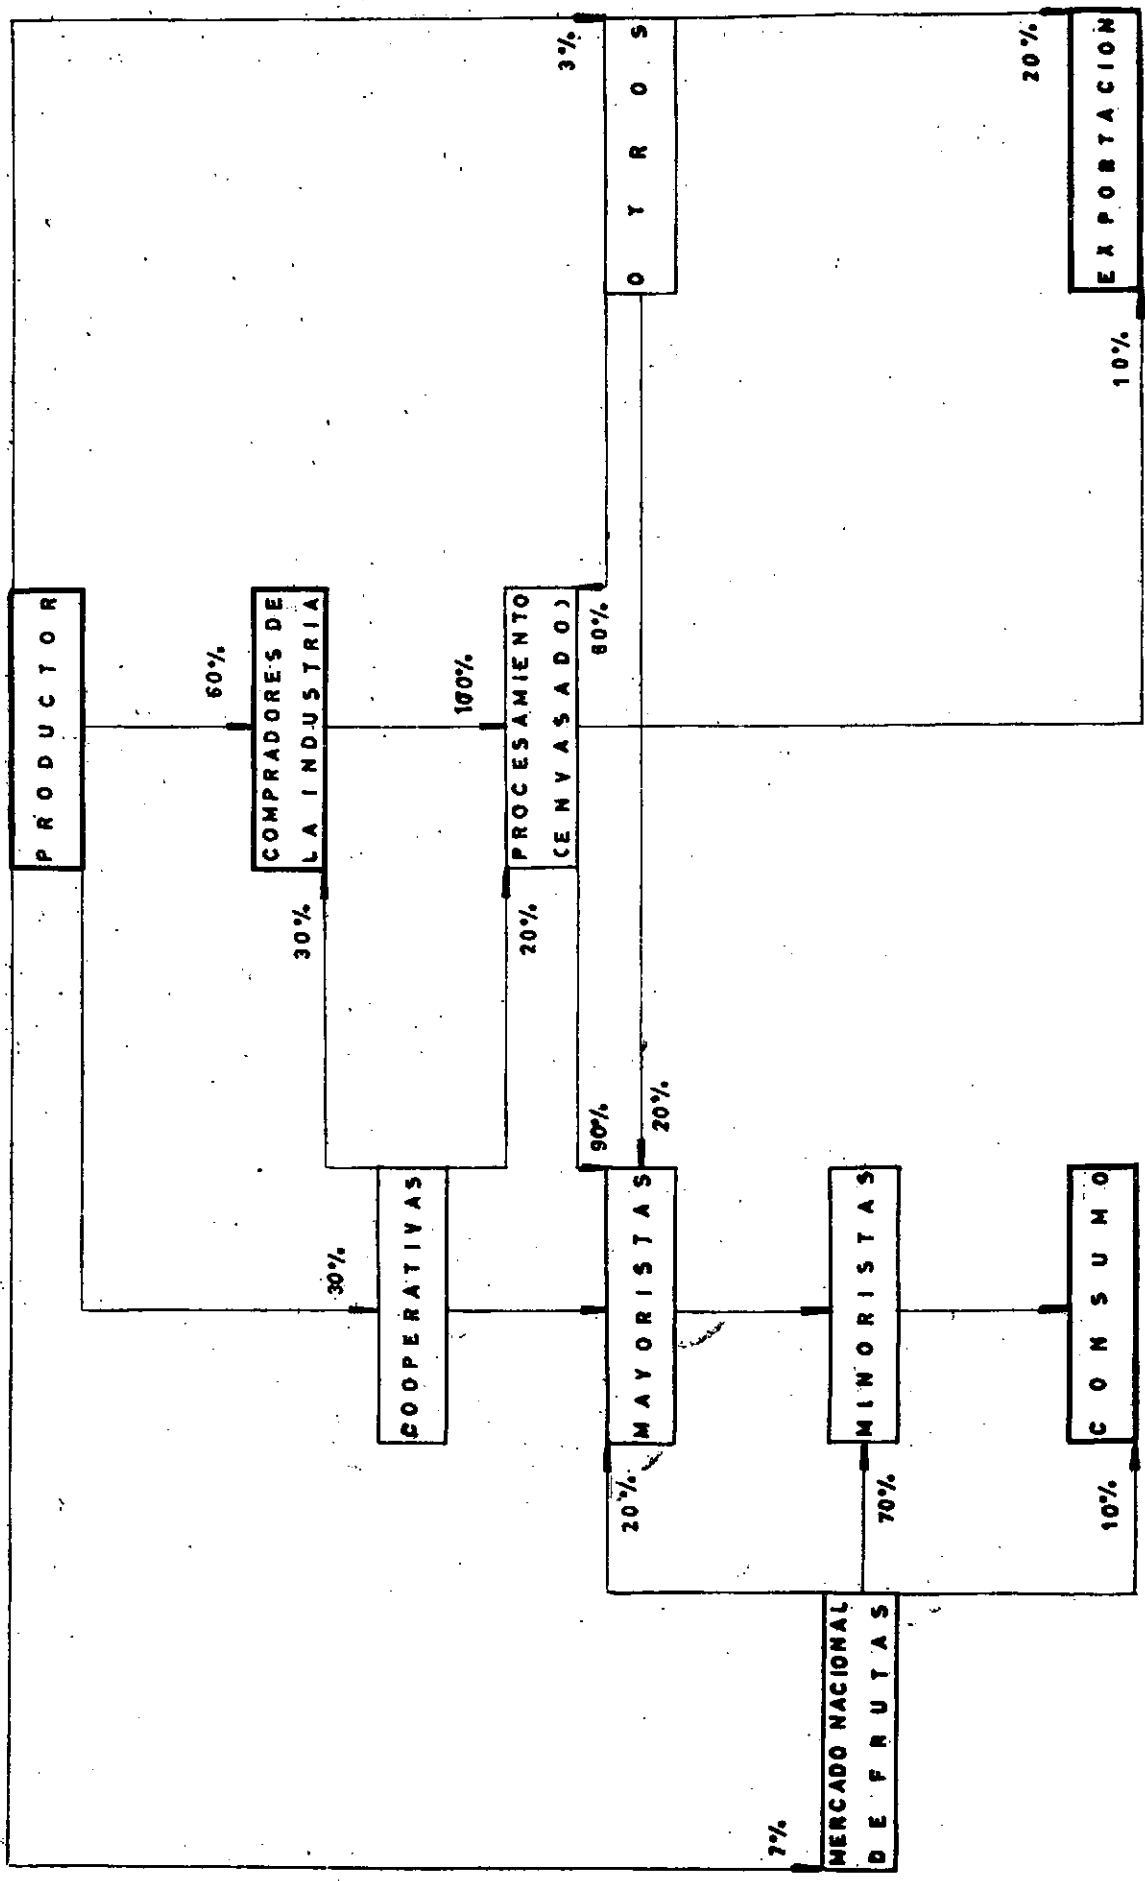 PRODUCTOR
60%
COMPRADORES DE
LA INDUSTRIA
30%
30%
100%
COOPERATIVAS
20%
PROCESAMIENTO
(ENVASADO)
3%
60%
90%
20%
20%
MAYORISTAS
OTROS
7%
70%
MERCADO NACIONAL
DE FRUTAS
MINORISTAS
20%
10%
10%
CONSUMO
EXPORTACION